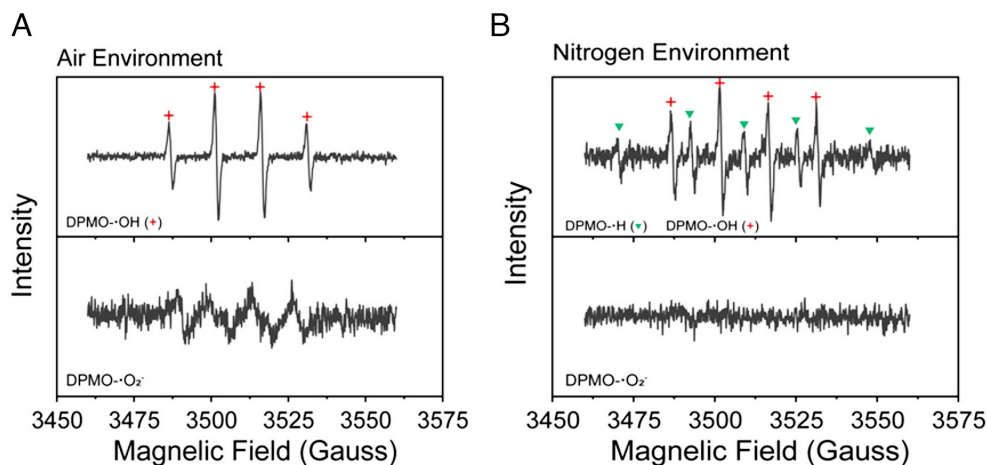 A
Air Environment
DPMO-·OH (+)
DPMO-·O₂⁻
Intensity
3450 3475 3500 3525 3550 3575
Magnelic Field (Gauss)
B
Nitrogen Environment
DPMO-·H (▼) DPMO-·OH (+)
DPMO-·O₂⁻
Intensity
3450 3475 3500 3525 3550 3575
Magnelic Field (Gauss)